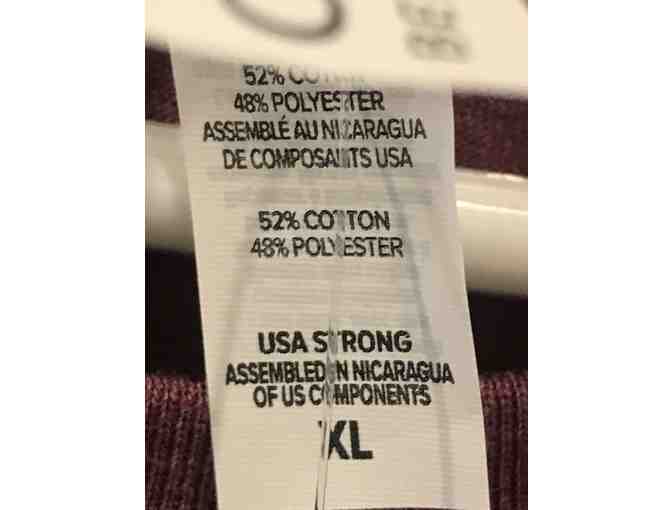 52% COTTON
48% POLYESTER
ASSEMBLÉ AU NICARAGUA
DE COMPOSANTS USA
52% COTTON
48% POLYESTER
USA STRONG
ASSEMBLED IN NICARAGUA
OF US COMPONENTS
XL